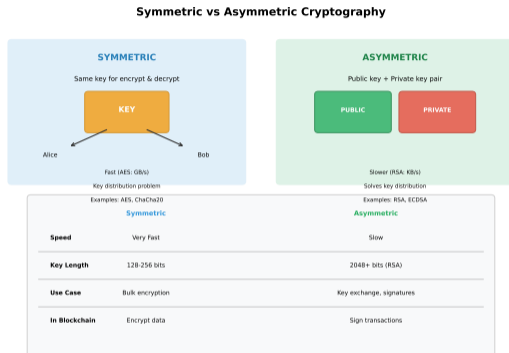 Symmetric vs Asymmetric Cryptography
SYMMETRIC
Same key for encrypt & decrypt
KEY
Alice
Bob
Fast (AES: GB/s)
Key distribution problem
Examples: AES, ChaCha20
ASYMMETRIC
Public key + Private key pair
PUBLIC
PRIVATE
Slower (RSA: KB/s)
Solves key distribution
Examples: RSA, ECDSA
Symmetric Asymmetric
Speed Very Fast Slow
Key Length 128-256 bits 2048+ bits (RSA)
Use Case Bulk encryption Key exchange, signatures
In Blockchain Encrypt data Sign transactions